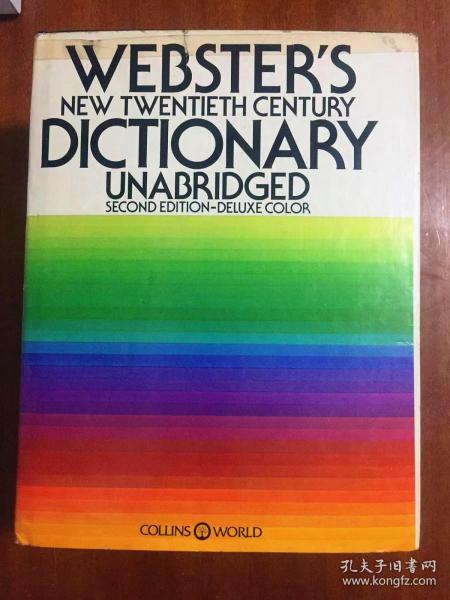 WEBSTER'S
NEW TWENTIETH CENTURY
DICTIONARY
UNABRIDGED
SECOND EDITION-DELUXE COLOR
COLLINS WORLD
孔夫子旧书网
www.kongfz.com